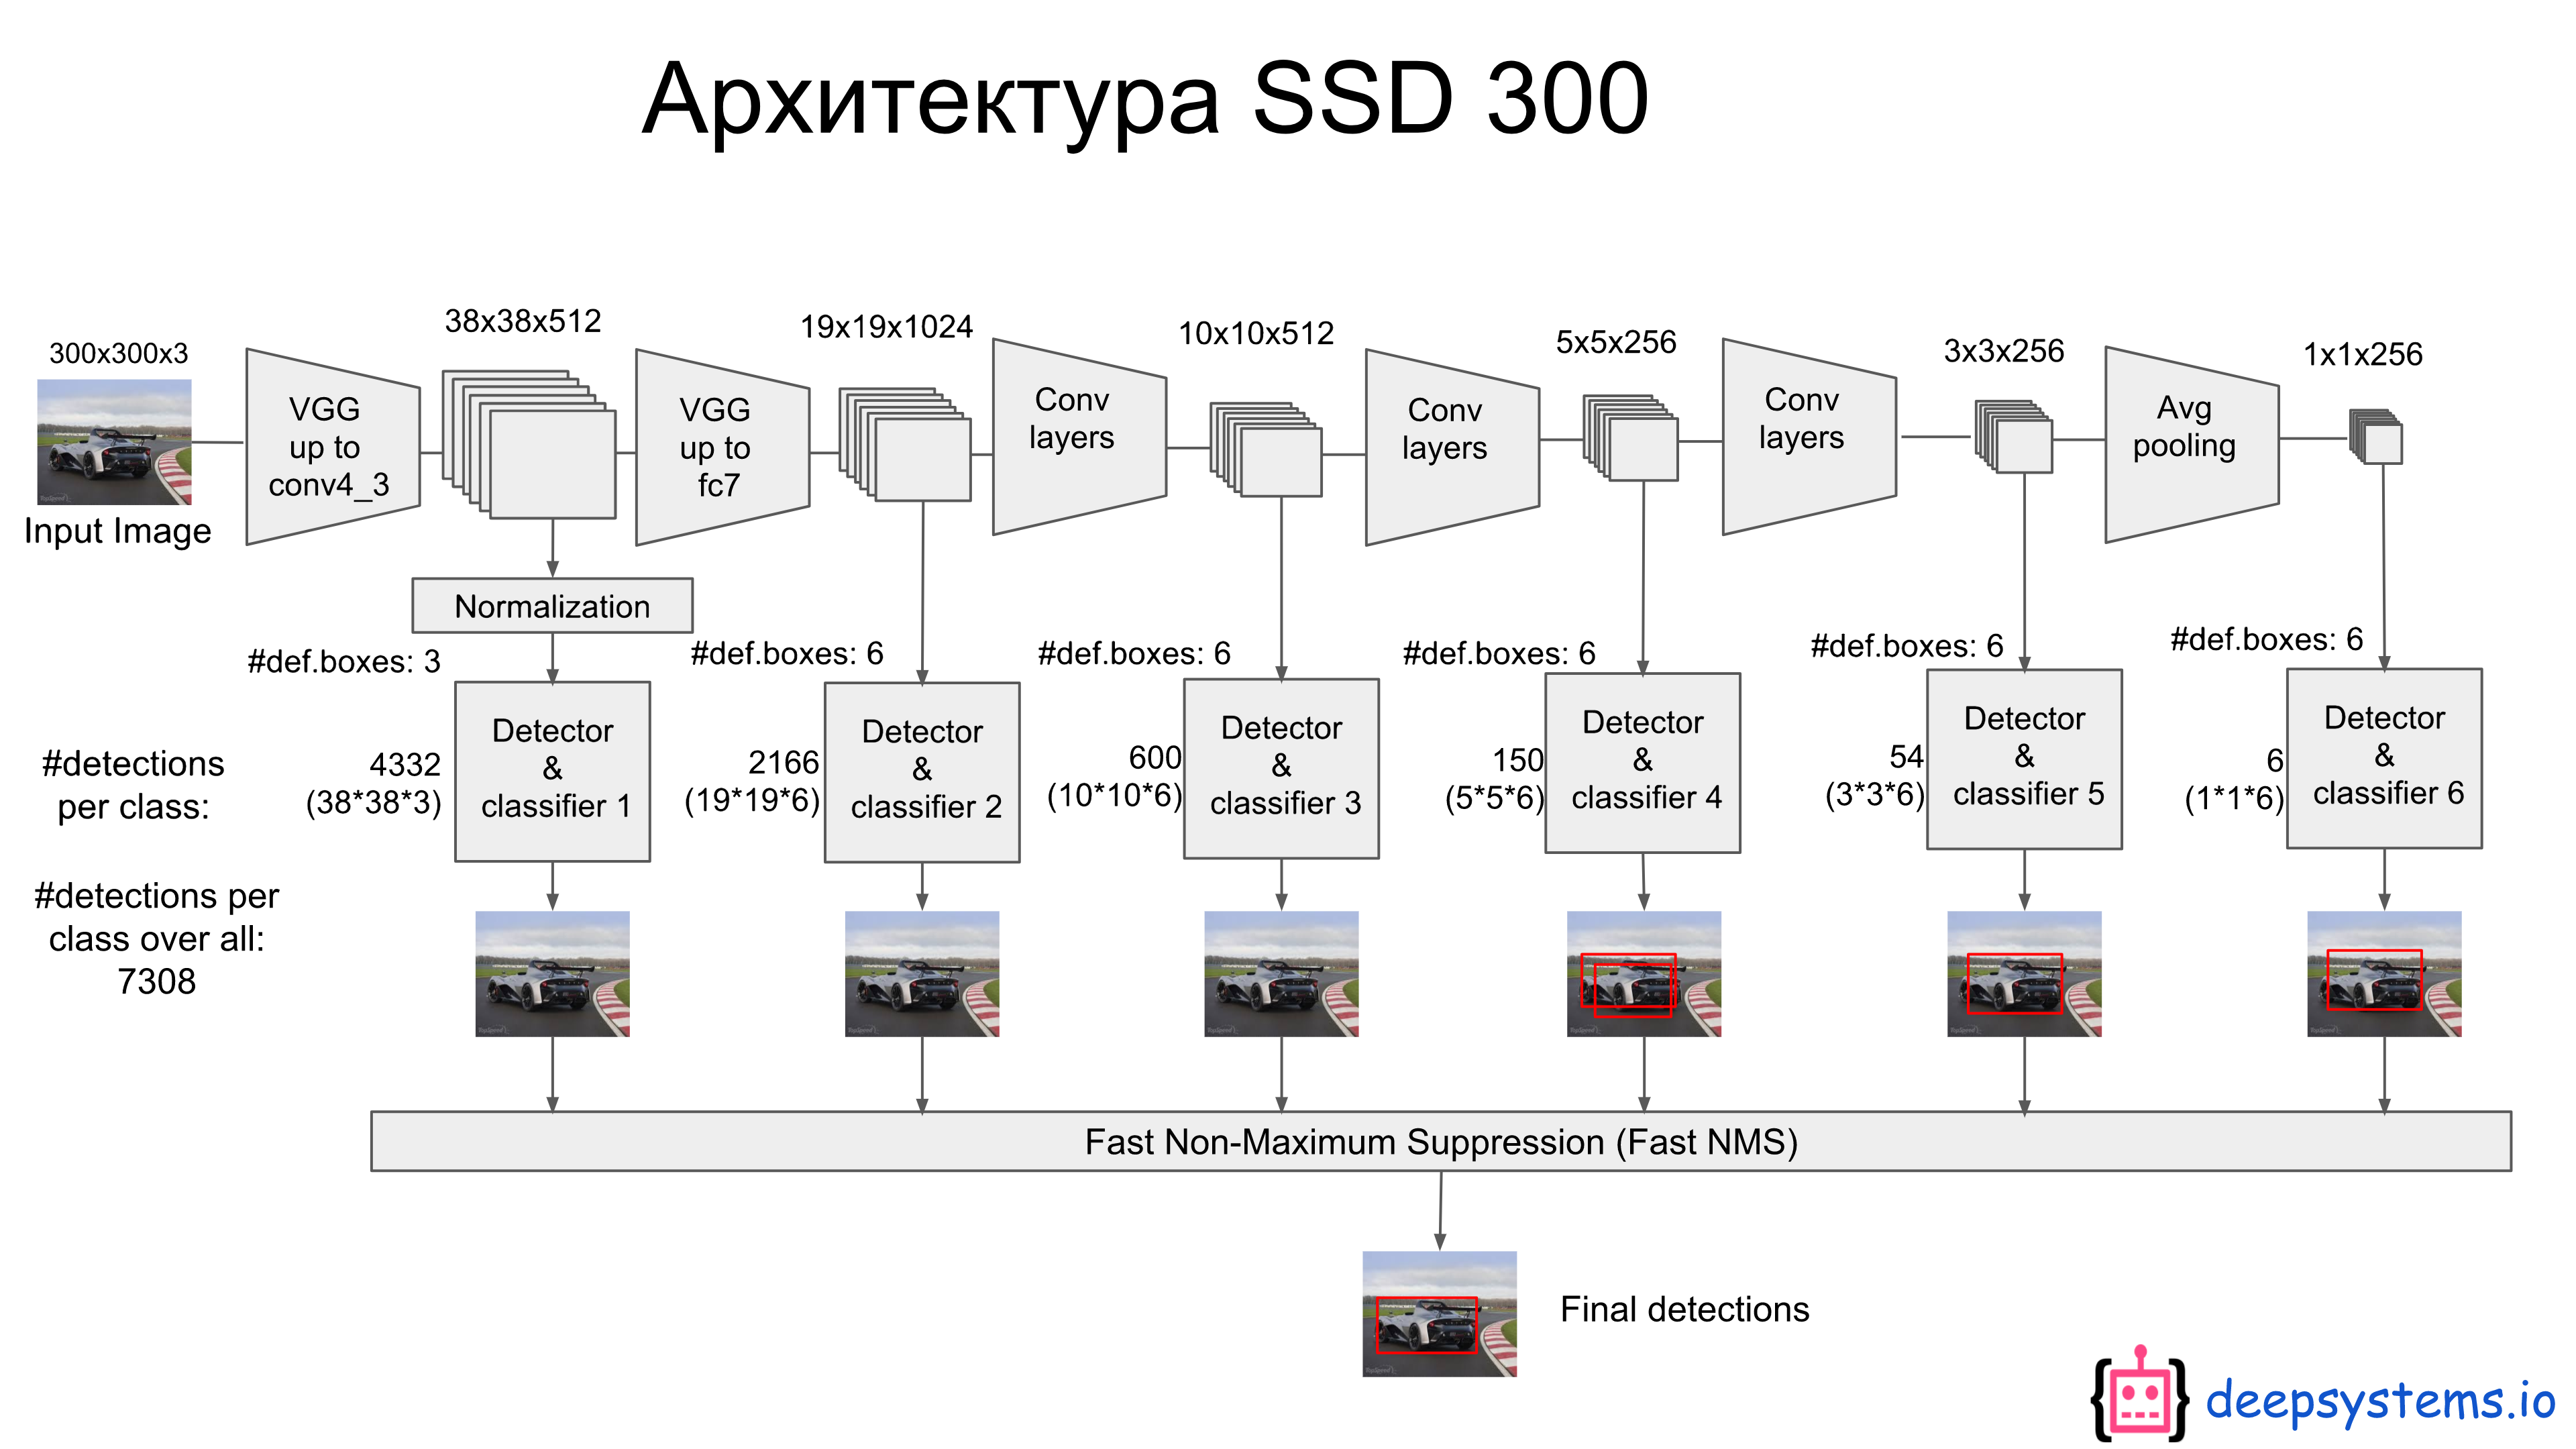 Архитектура SSD 300
300x300x3
38x38x512
19x19x1024
10x10x512
5x5x256
3x3x256
1x1x256
Input Image
VGG
up to
conv4_3
VGG
up to
fc7
Conv
layers
Conv
layers
Conv
layers
Avg
pooling
Normalization
#def.boxes: 3
#def.boxes: 6
#def.boxes: 6
#def.boxes: 6
#def.boxes: 6
#def.boxes: 6
#detections
per class:
4332
(38*38*3)
Detector
&
classifier 1
2166
(19*19*6)
Detector
&
classifier 2
600
(10*10*6)
Detector
&
classifier 3
150
(5*5*6)
Detector
&
classifier 4
54
(3*3*6)
Detector
&
classifier 5
6
(1*1*6)
Detector
&
classifier 6
#detections per
class over all:
7308
Fast Non-Maximum Suppression (Fast NMS)
Final detections
deepsystems.io